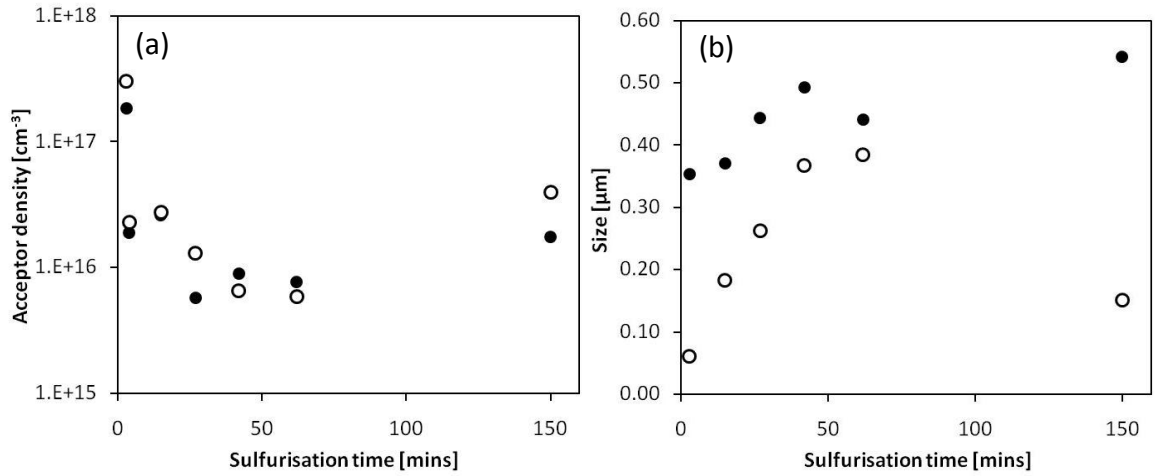 (a)
1.E+18
1.E+17
1.E+16
1.E+15
Acceptor density [cm-3]
0 50 100 150
Sulfurisation time [mins]
(b)
0.60
0.50
0.40
0.30
0.20
0.10
0.00
Size [µm]
0 50 100 150
Sulfurisation time [mins]